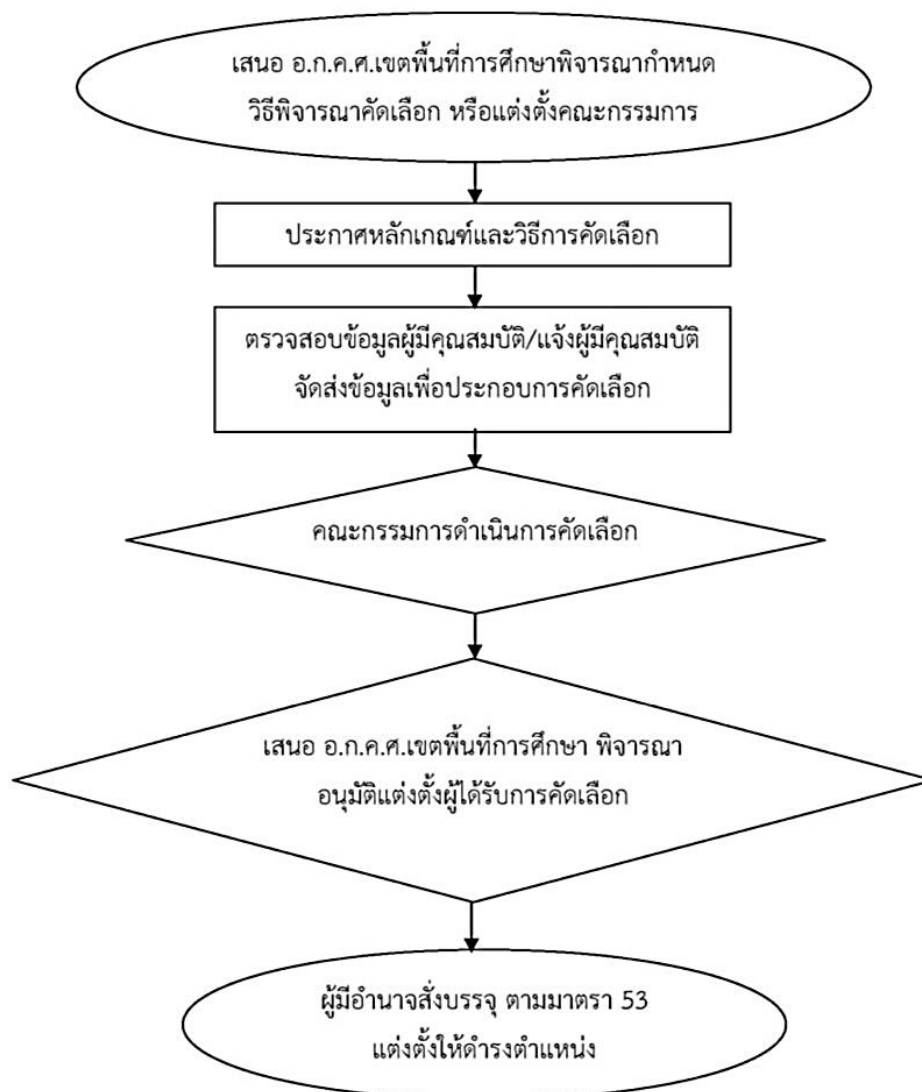 เสนอ อ.ก.ค.ศ.เขตพื้นที่การศึกษาพิจารณากำหนด
วิธีพิจารณาคัดเลือก หรือแต่งตั้งคณะกรรมการ
ประกาศหลักเกณฑ์และวิธีการคัดเลือก
ตรวจสอบข้อมูลผู้มีคุณสมบัติ/แจ้งผู้มีคุณสมบัติ
จัดส่งข้อมูลเพื่อประกอบการคัดเลือก
คณะกรรมการดำเนินการคัดเลือก
เสนอ อ.ก.ค.ศ.เขตพื้นที่การศึกษา พิจารณา
อนุมัติแต่งตั้งผู้ได้รับการคัดเลือก
ผู้มีอำนาจสั่งบรรจุ ตามมาตรา 53
แต่งตั้งให้ดำรงตำแหน่ง